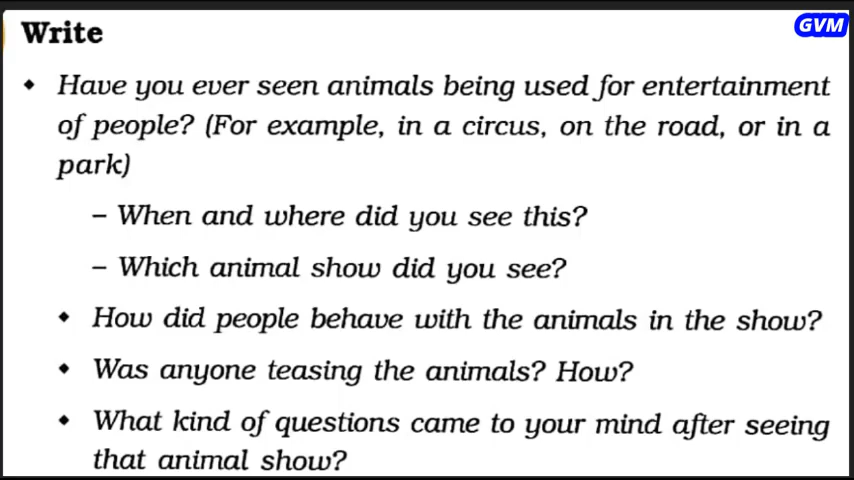 Write
GVM
◆ Have you ever seen animals being used for entertainment
of people? (For example, in a circus, on the road, or in a
park)
– When and where did you see this?
– Which animal show did you see?
◆ How did people behave with the animals in the show?
◆ Was anyone teasing the animals? How?
◆ What kind of questions came to your mind after seeing
that animal show?